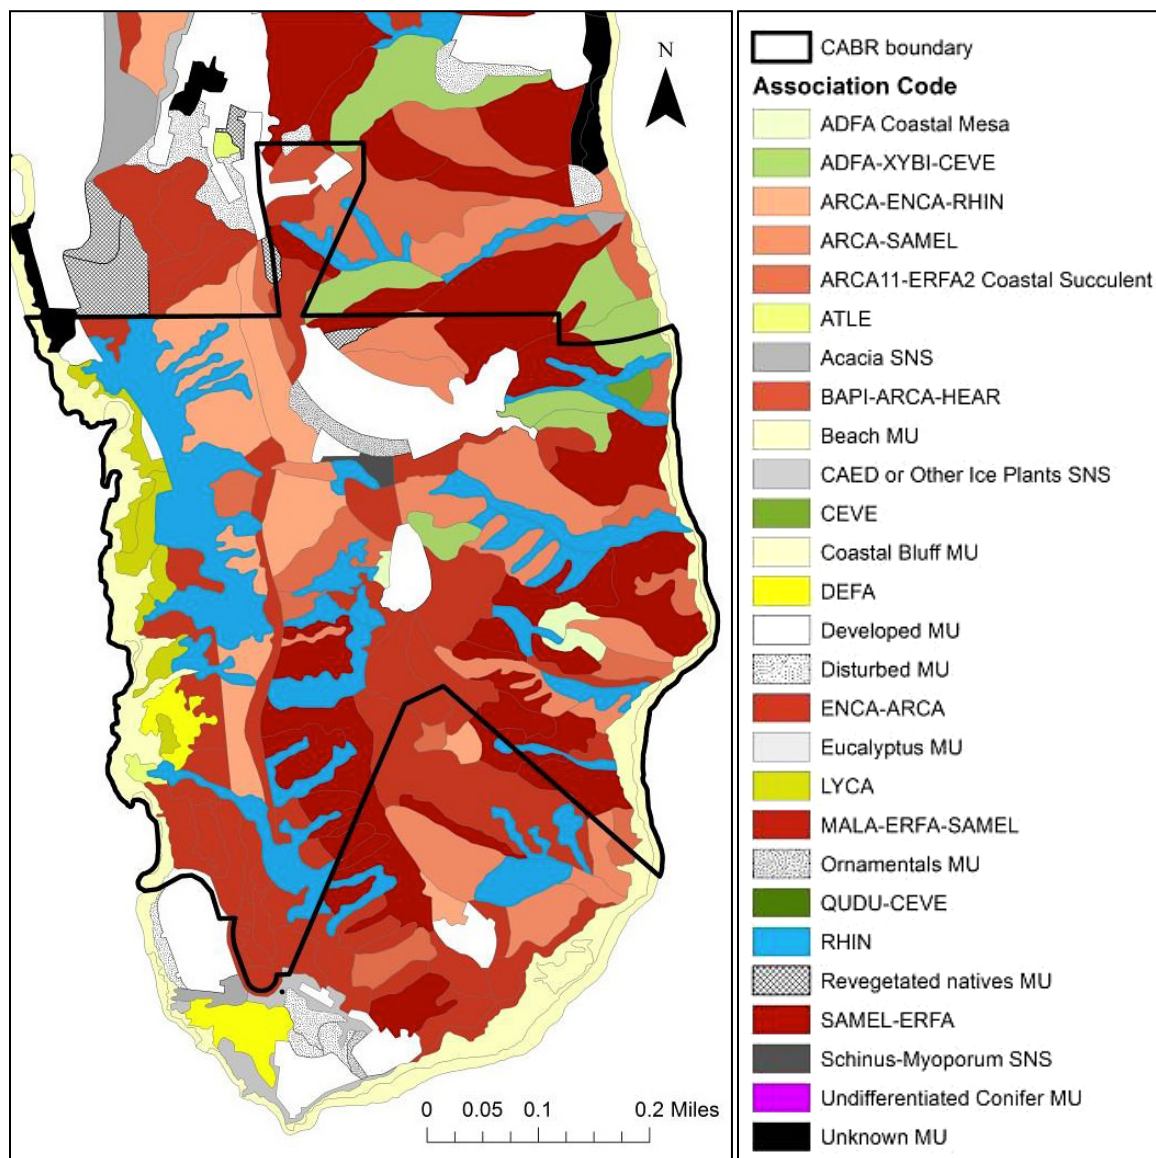 N
0 0.05 0.1 0.2 Miles
CABR boundary
Association Code
ADFA Coastal Mesa
ADFA-XYBI-CEVE
ARCA-ENCA-RHIN
ARCA-SAMEL
ARCA11-ERFA2 Coastal Succulent
ATLE
Acacia SNS
BAPI-ARCA-HEAR
Beach MU
CAED or Other Ice Plants SNS
CEVE
Coastal Bluff MU
DEFA
Developed MU
Disturbed MU
ENCA-ARCA
Eucalyptus MU
LYCA
MALA-ERFA-SAMEL
Ornamentals MU
QUDU-CEVE
RHIN
Revegetated natives MU
SAMEL-ERFA
Schinus-Myoporum SNS
Undifferentiated Conifer MU
Unknown MU